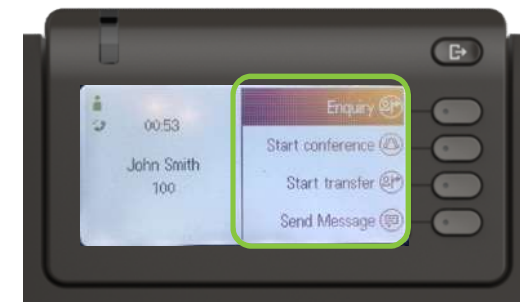 00:53
John Smith
100
Enquiry
Start conference
Start transfer
Send Message